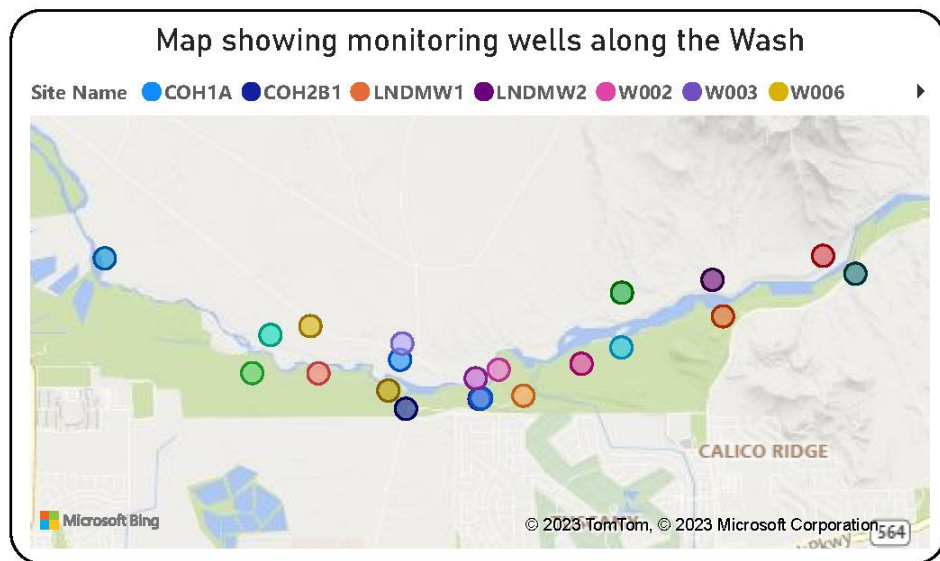 Map showing monitoring wells along the Wash
Site Name COH1A COH2B1 LNDMW1 LNDMW2 W002 W003 W006
CALICO RIDGE
Microsoft Bing
© 2023 TomTom, © 2023 Microsoft Corporation
564
Pkwy